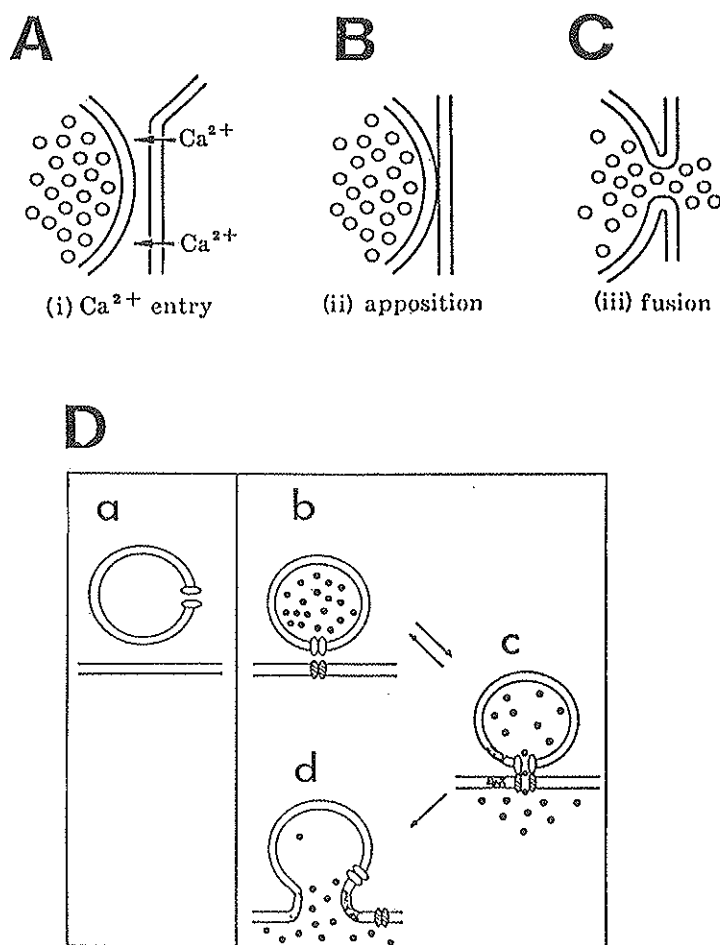 A B C
Ca²⁺
Ca²⁺
(i) Ca²⁺ entry (ii) apposition (iii) fusion
D
a b
c
d